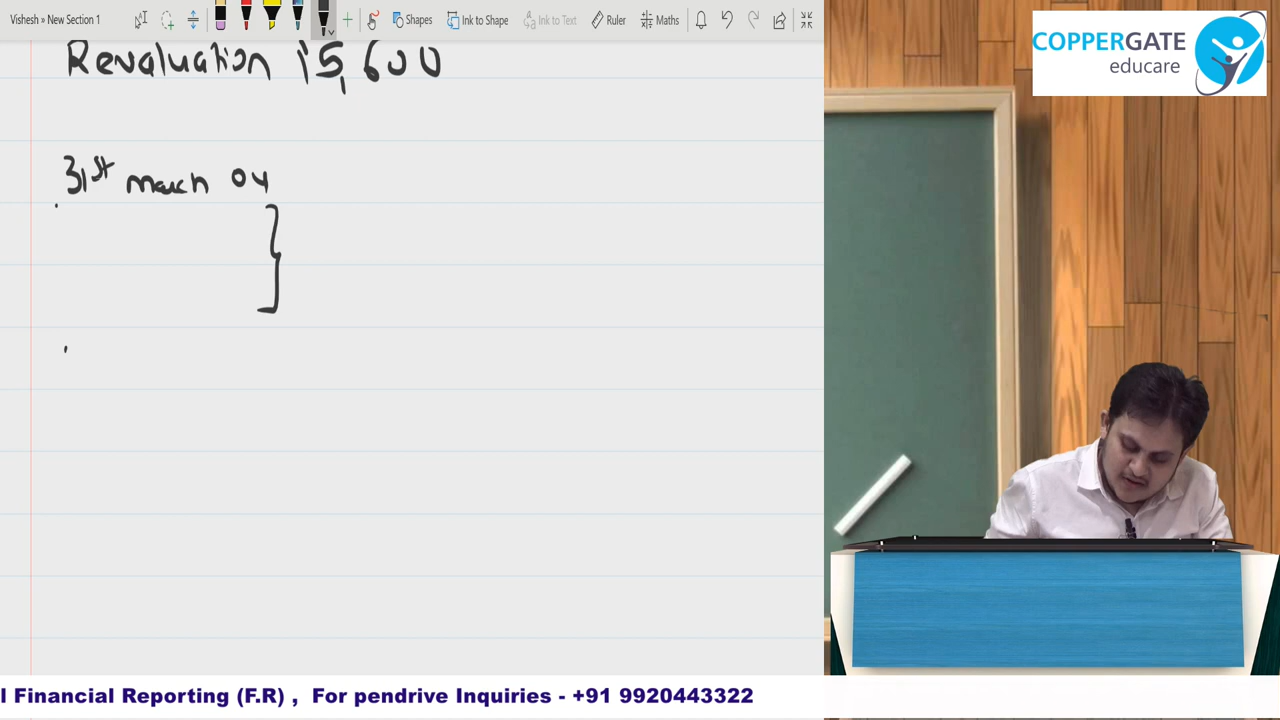 Vishesh » New Section 1
Shapes
Ink to Shape
Ink to Text
Ruler
Maths
COPPERGATE
educare
Revaluation 15,600
31st march 04
l Financial Reporting (F.R) , For pendrive Inquiries - +91 9920443322